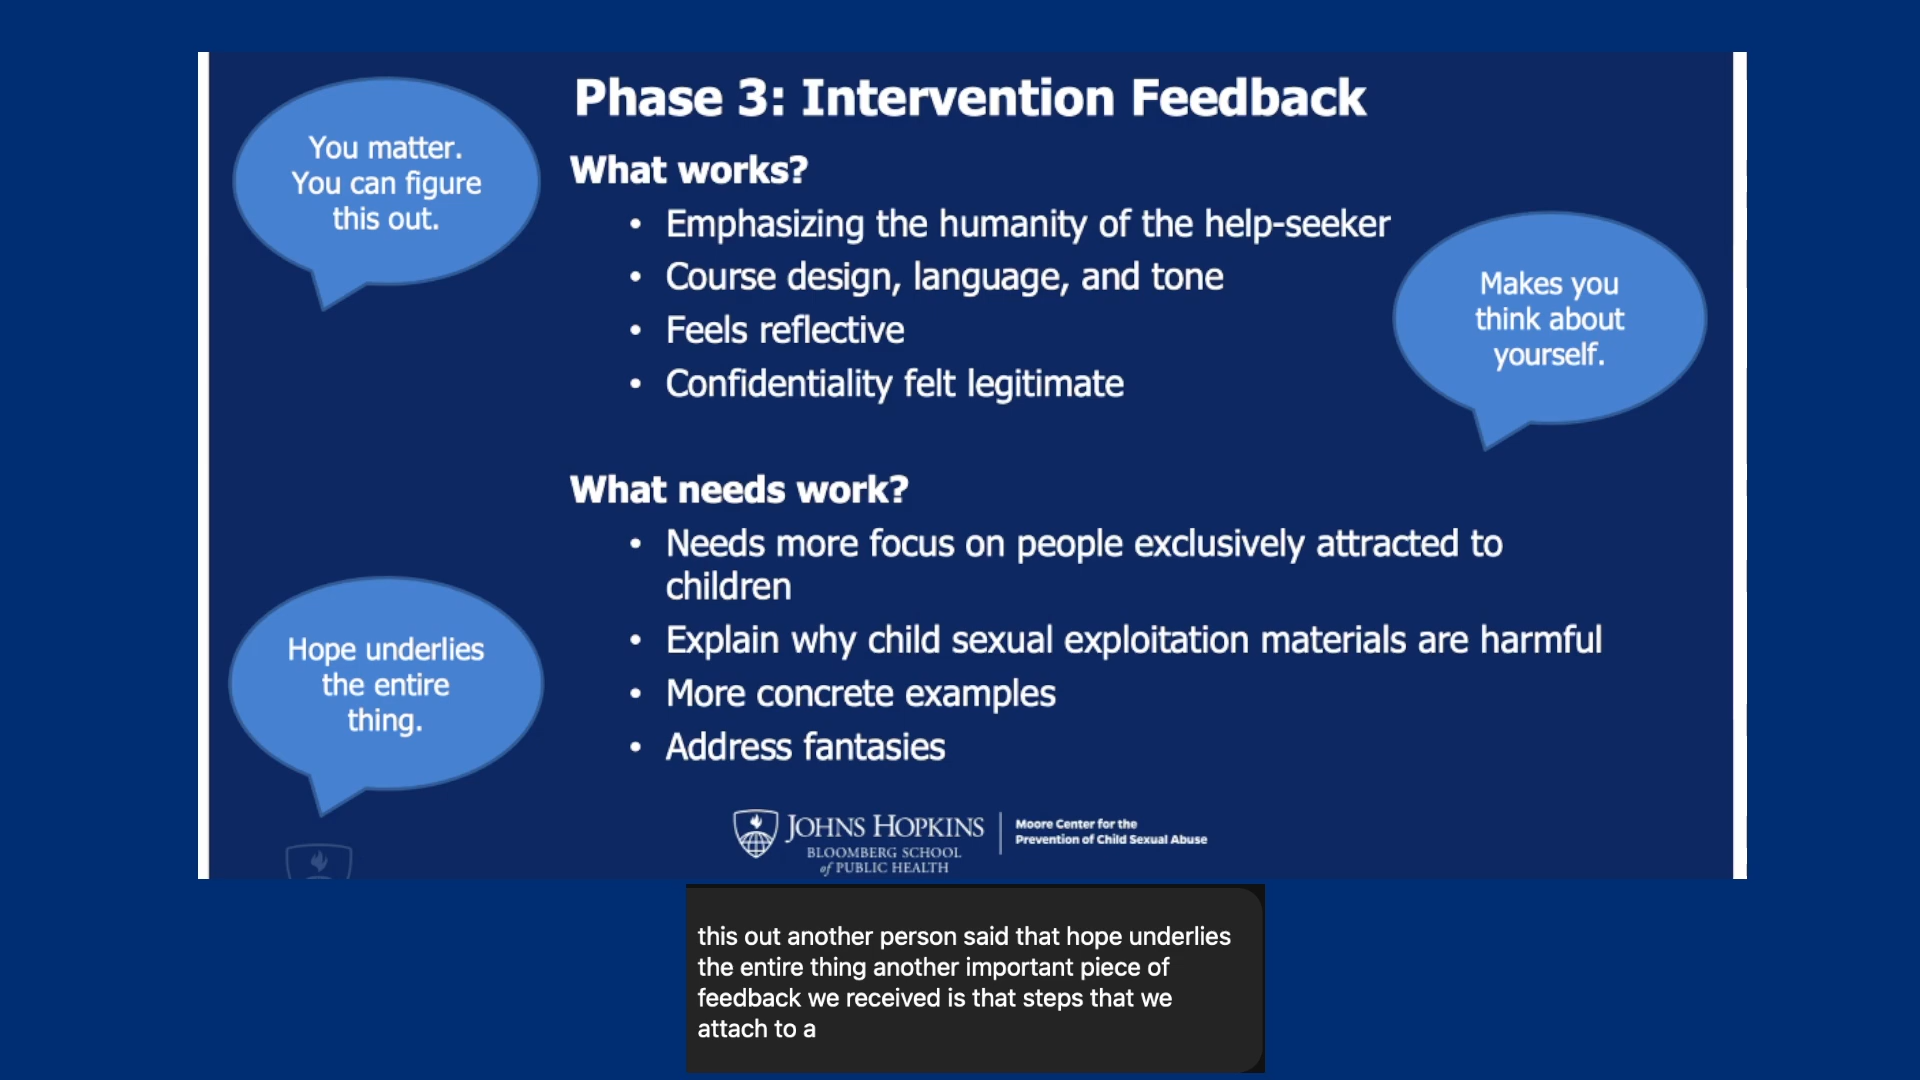 Phase 3: Intervention Feedback
You matter.
You can figure
this out.
What works?
• Emphasizing the humanity of the help-seeker
• Course design, language, and tone
• Feels reflective
• Confidentiality felt legitimate
Makes you
think about
yourself.
What needs work?
• Needs more focus on people exclusively attracted to
children
• Explain why child sexual exploitation materials are harmful
• More concrete examples
• Address fantasies
Hope underlies
the entire
thing.
JOHNS HOPKINS
BLOOMBERG SCHOOL
of PUBLIC HEALTH
Moore Center for the
Prevention of Child Sexual Abuse
this out another person said that hope underlies
the entire thing another important piece of
feedback we received is that steps that we
attach to a